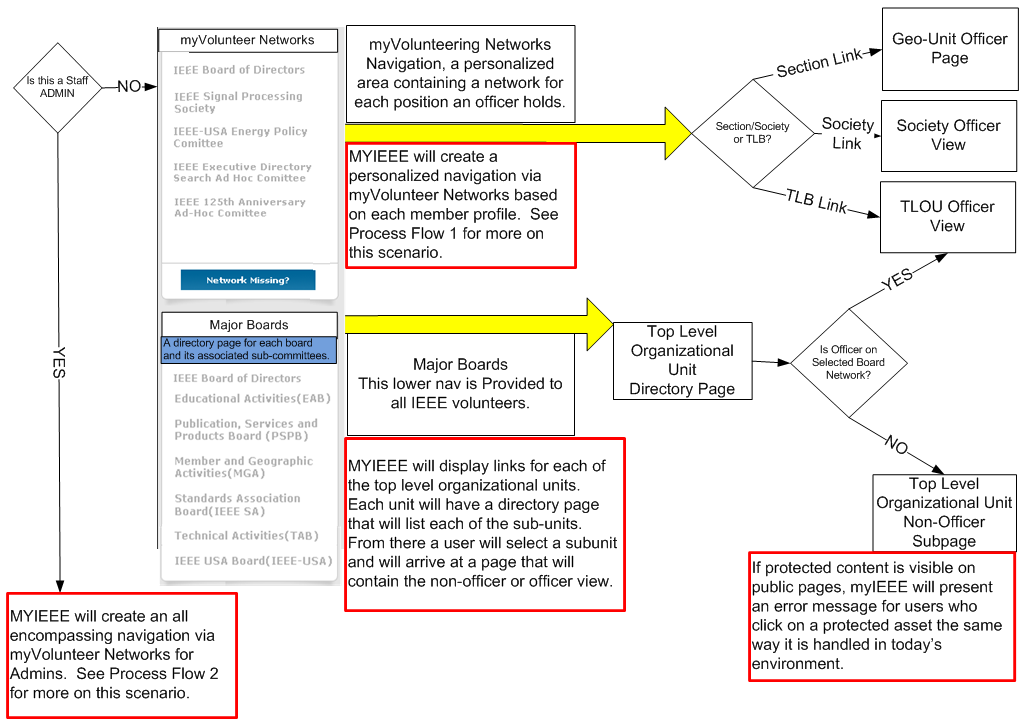 Is this a Staff
ADMIN
NO
YES
MYIEEE will create an all
encompassing navigation via
myVolunteer Networks for
Admins.  See Process Flow 2
for more on this scenario.
myVolunteer Networks
IEEE Board of Directors
IEEE Signal Processing
Society
IEEE-USA Energy Policy
Comittee
IEEE Executive Directory
Search Ad Hoc Comittee
IEEE 125th Anniversary
Ad-Hoc Comittee
Network Missing?
Major Boards
A directory page for each board
and its associated sub-committees.
IEEE Board of Directors
Educational Activities(EAB)
Publication, Services and
Products Board (PSPB)
Member and Geographic
Activities(MGA)
Standards Association
Board(IEEE SA)
Technical Activities(TAB)
IEEE USA Board(IEEE-USA)
myVolunteering Networks
Navigation, a personalized
area containing a network for
each position an officer holds.
MYIEEE will create a
personalized navigation via
myVolunteer Networks based
on each member profile.  See
Process Flow 1 for more on
this scenario.
Major Boards
This lower nav is Provided to
all IEEE volunteers.
MYIEEE will display links for each of
the top level organizational units.
Each unit will have a directory page
that will list each of the sub-units.
From there a user will select a subunit
and will arrive at a page that will
contain the non-officer or officer view.
Section/Society
or TLB?
Section Link
Society
Link
TLB Link
Geo-Unit Officer
Page
Society Officer
View
TLOU Officer
View
Top Level
Organizational
Unit
Directory Page
Is Officer on
Selected Board
Network?
YES
NO
Top Level
Organizational Unit
Non-Officer
Subpage
If protected content is visible on
public pages, myIEEE will present
an error message for users who
click on a protected asset the same
way it is handled in today’s
environment.